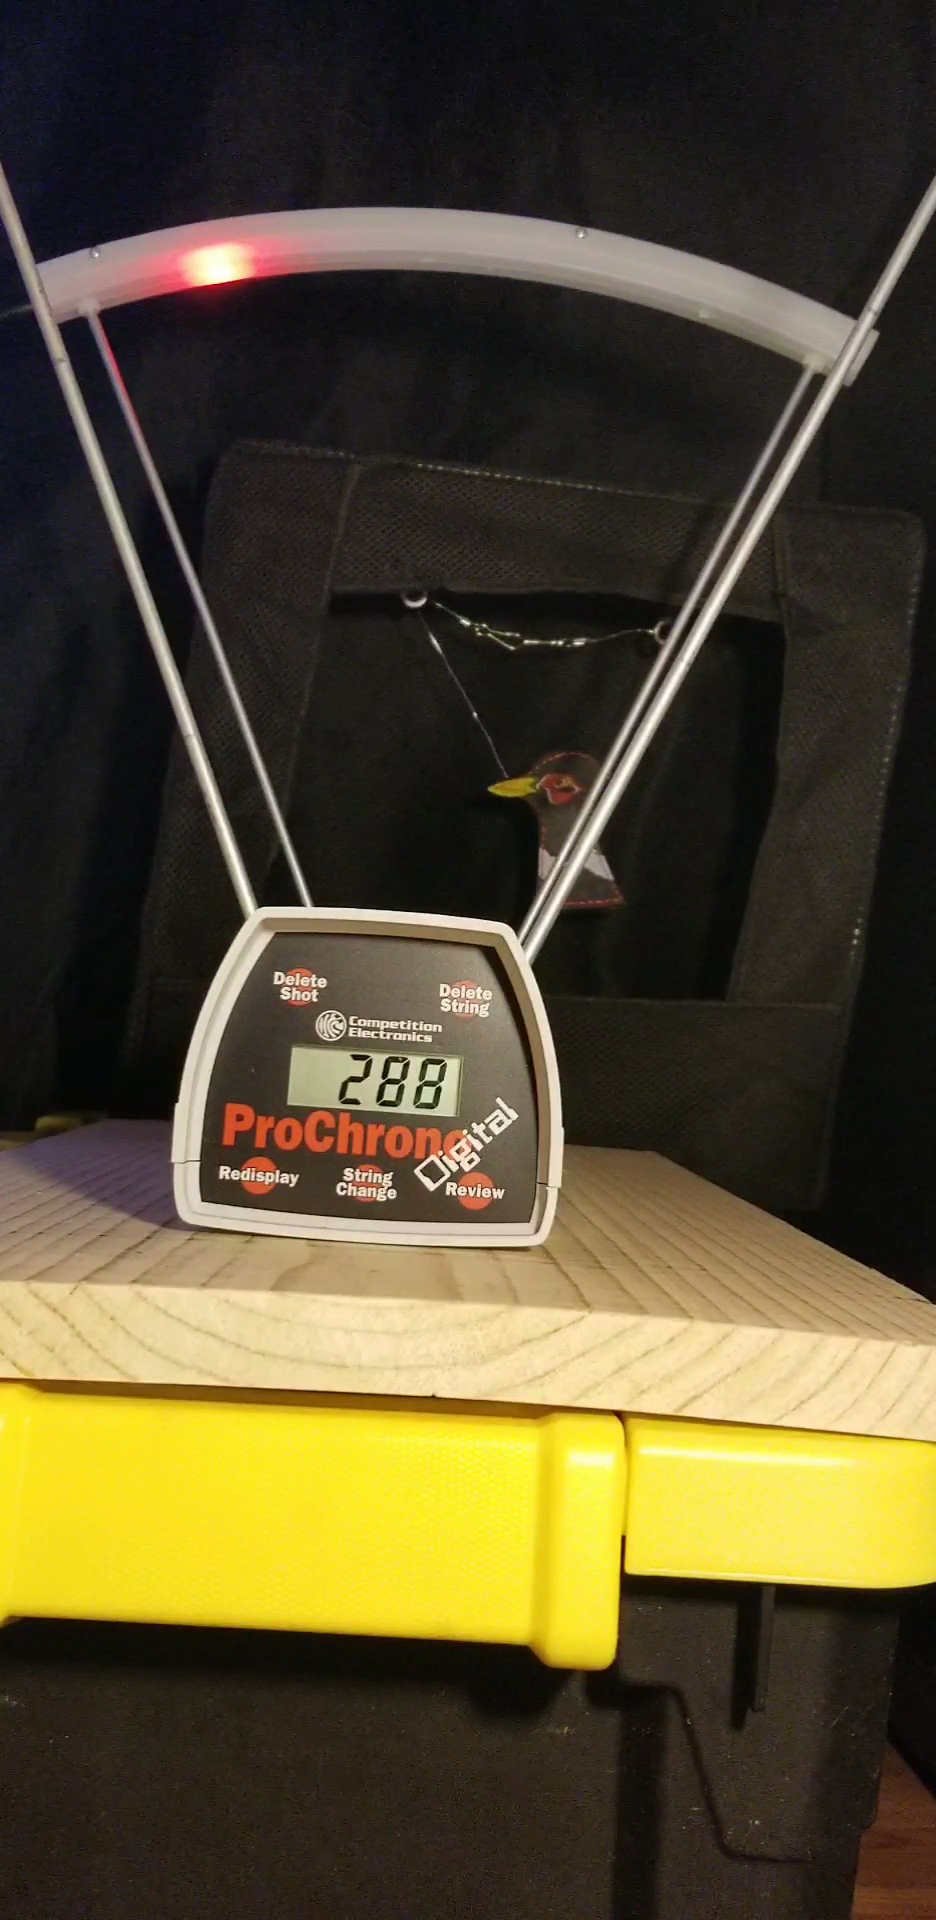 Delete
Shot
Delete
String
Competition
Electronics
288
ProChrono
Digital
Redisplay
String
Change
Review